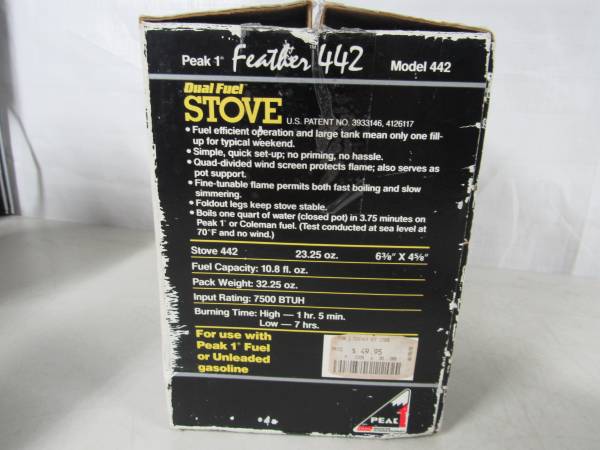 Peak 1™ Feather 442 Model 442
Dual Fuel™
STOVE U.S. PATENT NO. 3933146, 4126117
• Fuel efficient operation and large tank mean only one fill-
up for typical weekend.
• Simple, quick set-up; no priming, no hassle.
• Quad-divided wind screen protects flame; also serves as
pot support.
• Fine-tunable flame permits both fast boiling and slow
simmering.
• Foldout legs keep stove stable.
• Boils one quart of water (closed pot) in 3.75 minutes on
Peak 1® or Coleman fuel. (Test conducted at sea level at
70°F and no wind.)
Stove 442 23.25 oz. 6⅜" X 4⅝"
Fuel Capacity: 10.8 fl. oz.
Pack Weight: 32.25 oz.
Input Rating: 7500 BTUH
Burning Time: High — 1 hr. 5 min.
Low — 7 hrs.
For use with
Peak 1® Fuel
or Unleaded
gasoline
$ 49.95
PEAK 1